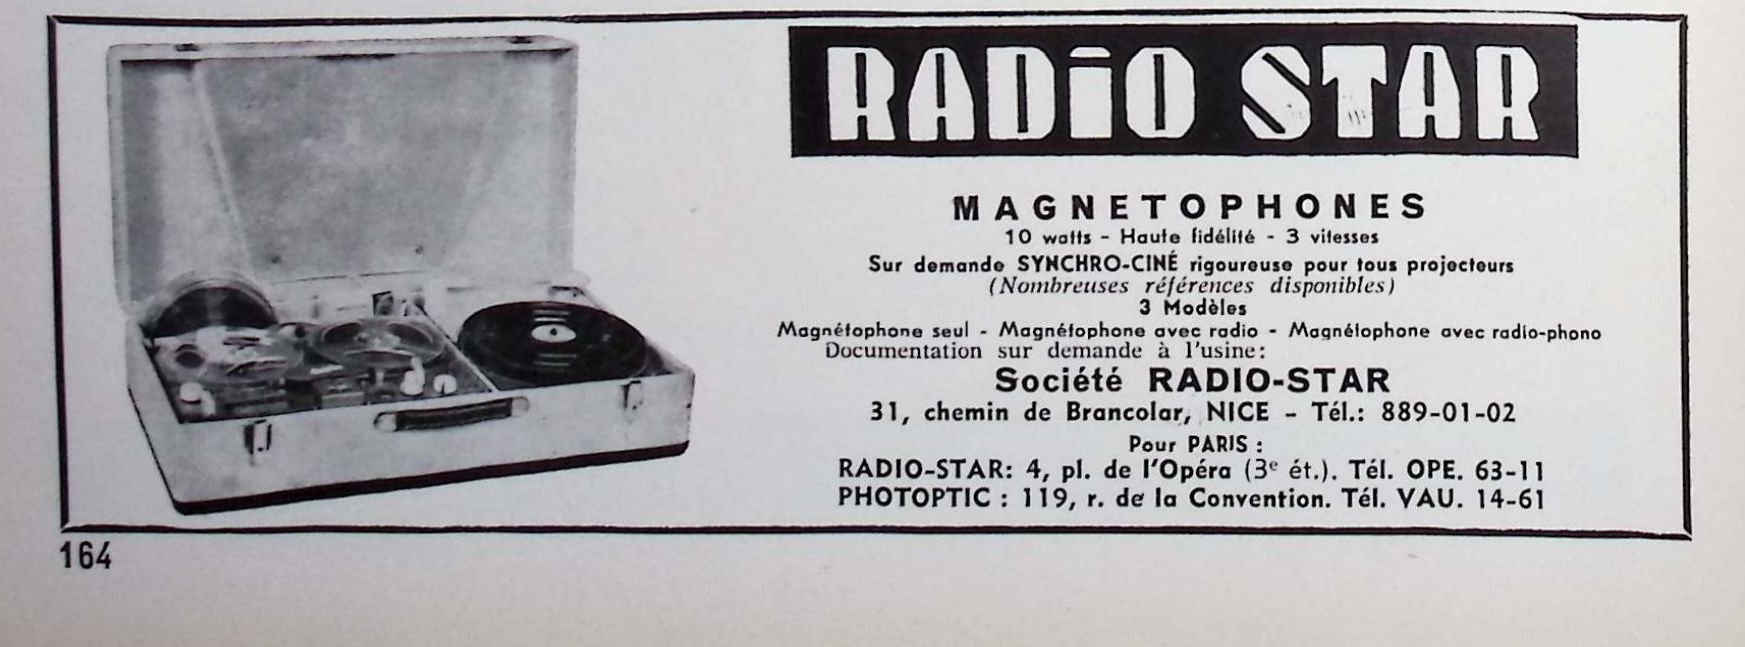 RADiO STAR
MAGNETOPHONES
10 watts - Haute fidélité - 3 vitesses
Sur demande SYNCHRO-CINÉ rigoureuse pour tous projecteurs
(Nombreuses références disponibles)
3 Modèles
Magnétophone seul - Magnétophone avec radio - Magnétophone avec radio-phono
Documentation sur demande à l'usine:
Société RADIO-STAR
31, chemin de Brancolar, NICE - Tél.: 889-01-02
Pour PARIS :
RADIO-STAR: 4, pl. de l'Opéra (3e ét.). Tél. OPE. 63-11
PHOTOPTIC : 119, r. de la Convention. Tél. VAU. 14-61
164